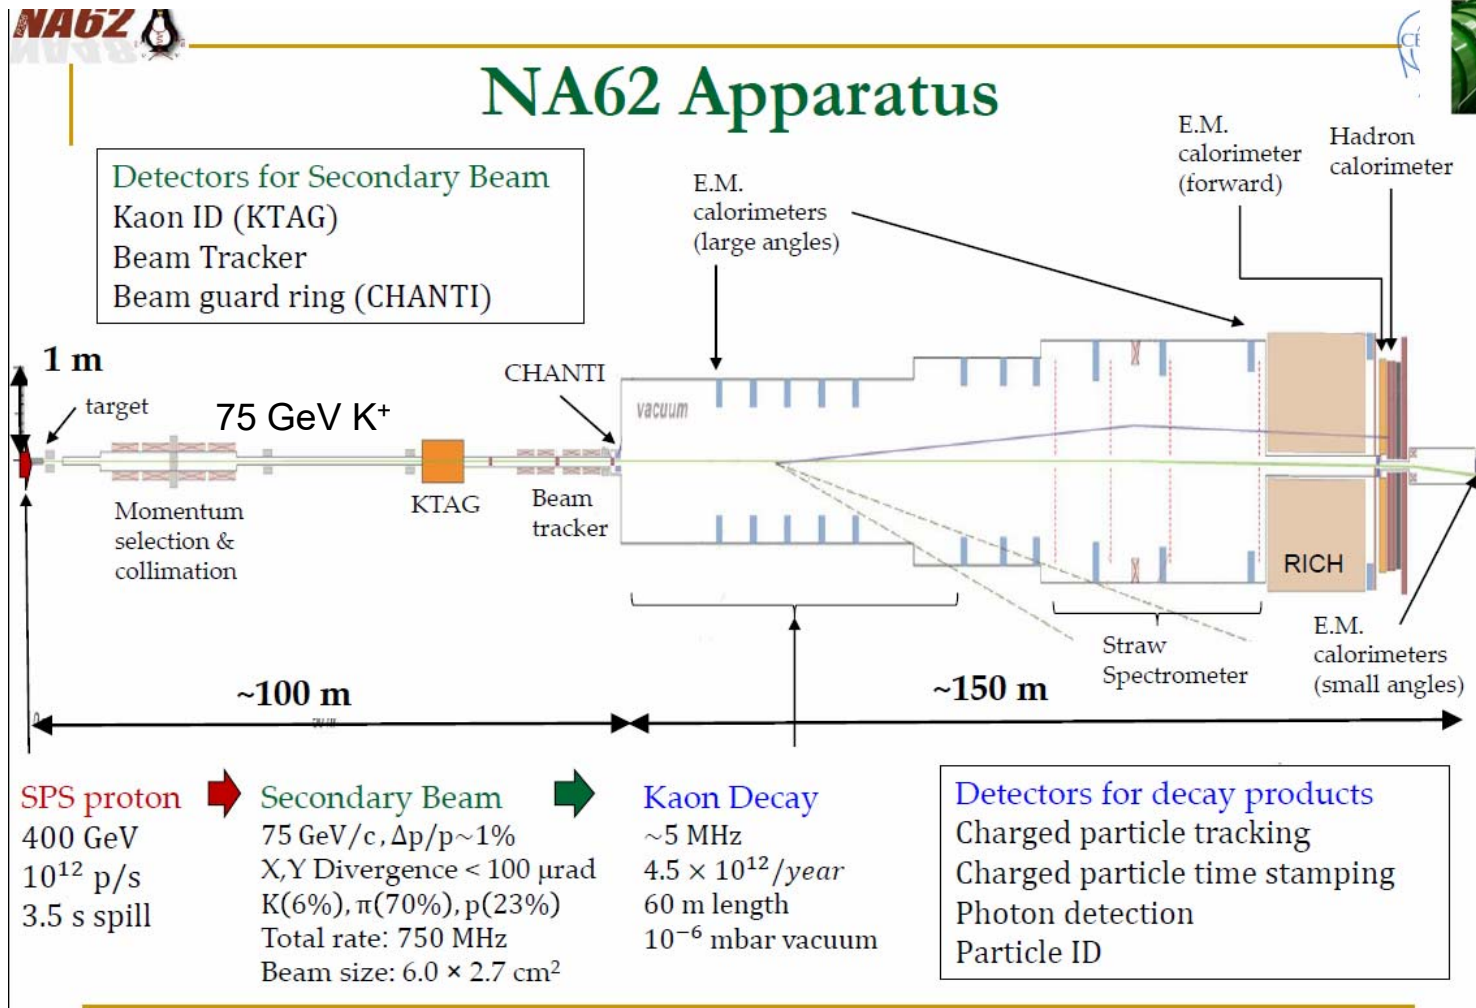 NA62
NA62 Apparatus
Detectors for Secondary Beam
Kaon ID (KTAG)
Beam Tracker
Beam guard ring (CHANTI)
E.M.
calorimeters
(large angles)
E.M.
calorimeter
(forward)
Hadron
calorimeter
1 m
target
75 GeV K⁺
CHANTI
vacuum
Momentum
selection &
collimation
KTAG
Beam
tracker
RICH
Straw
Spectrometer
E.M.
calorimeters
(small angles)
~100 m
~150 m
SPS proton
400 GeV
10¹² p/s
3.5 s spill
Secondary Beam
75 GeV/c, Δp/p~1%
X,Y Divergence < 100 μrad
K(6%), π(70%), p(23%)
Total rate: 750 MHz
Beam size: 6.0 × 2.7 cm²
Kaon Decay
~5 MHz
4.5 × 10¹²/year
60 m length
10⁻⁶ mbar vacuum
Detectors for decay products
Charged particle tracking
Charged particle time stamping
Photon detection
Particle ID